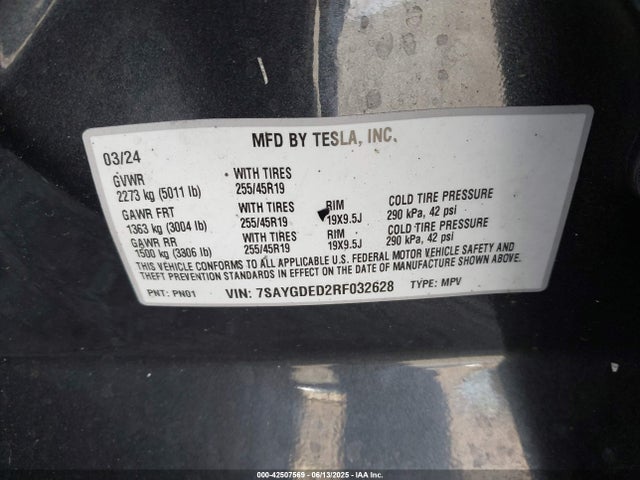 MFD BY TESLA, INC.
03/24
GVWR WITH TIRES
2273 kg (5011 lb) 255/45R19
GAWR FRT WITH TIRES RIM COLD TIRE PRESSURE
1363 kg (3004 lb) 255/45R19 19X9.5J 290 kPa, 42 psi
GAWR RR WITH TIRES RIM COLD TIRE PRESSURE
1500 kg (3306 lb) 255/45R19 19X9.5J 290 kPa, 42 psi
THIS VEHICLE CONFORMS TO ALL APPLICABLE U.S. FEDERAL MOTOR VEHICLE SAFETY AND
THEFT PREVENTION STANDARDS IN EFFECT ON THE DATE OF MANUFACTURE SHOWN ABOVE.
PNT: PN01 VIN: 7SAYGDED2RF032628 TYPE: MPV
000-42507569 - 06/13/2025 - IAA Inc.